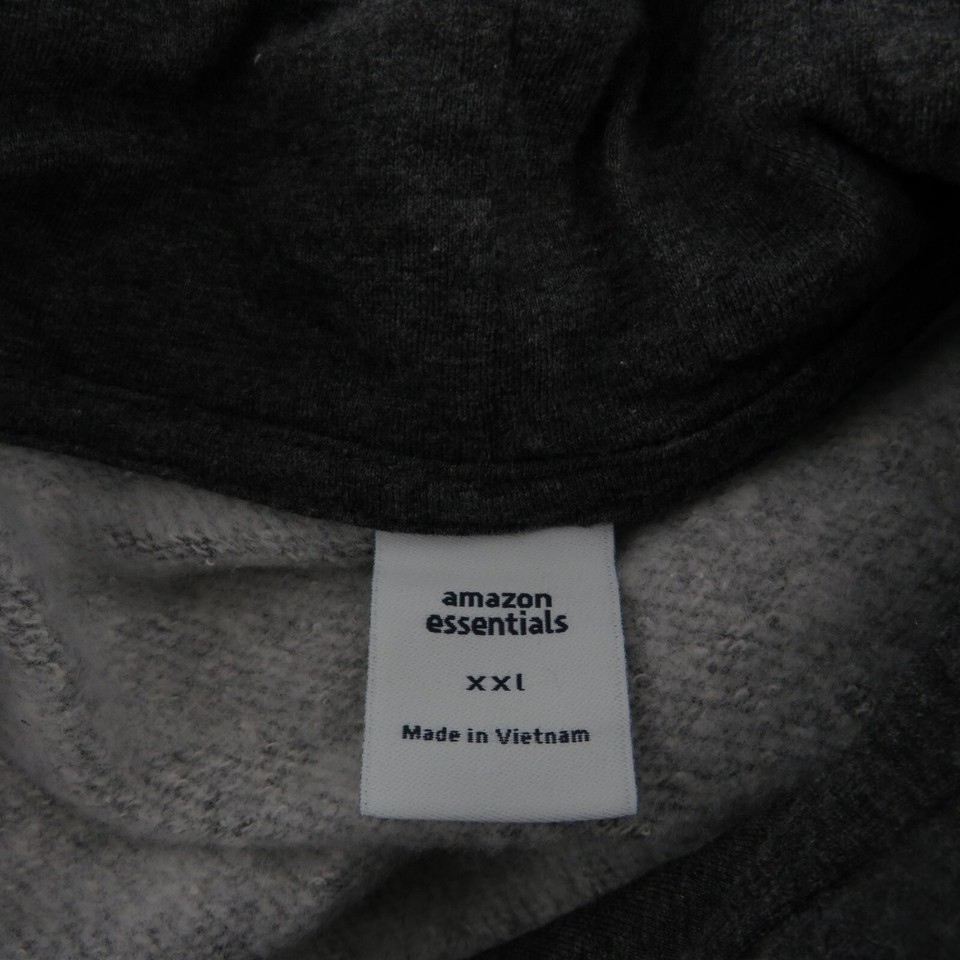 amazon
essentials
xxl
Made in Vietnam